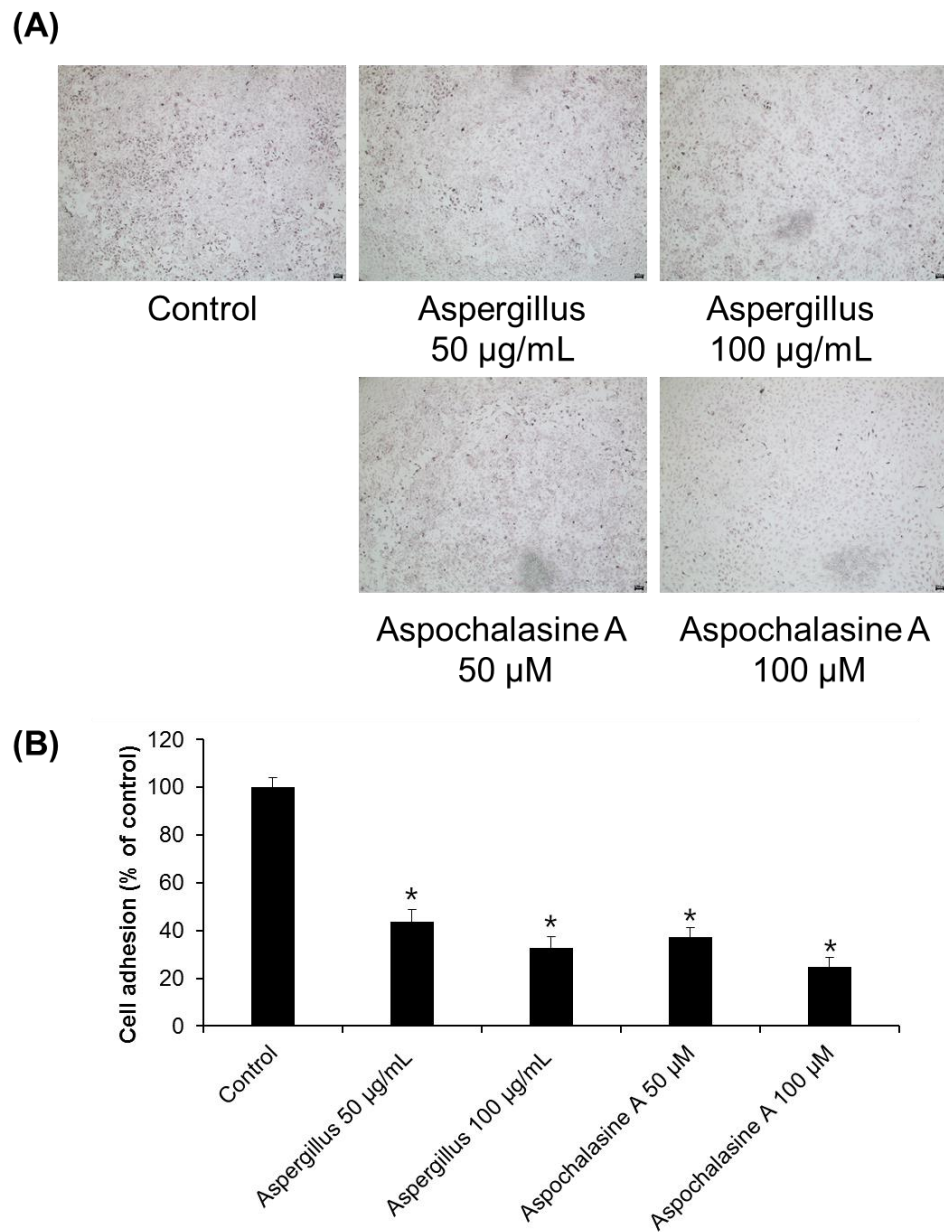 (A)
Control
Aspergillus
50 µg/mL
Aspergillus
100 µg/mL
Aspochalasine A
50 µM
Aspochalasine A
100 µM
(B)
Cell adhesion (% of control)
120
100
80
60
40
20
0
*
*
*
*
Control
Aspergillus 50 µg/mL
Aspergillus 100 µg/mL
Aspochalasine A 50 µM
Aspochalasine A 100 µM